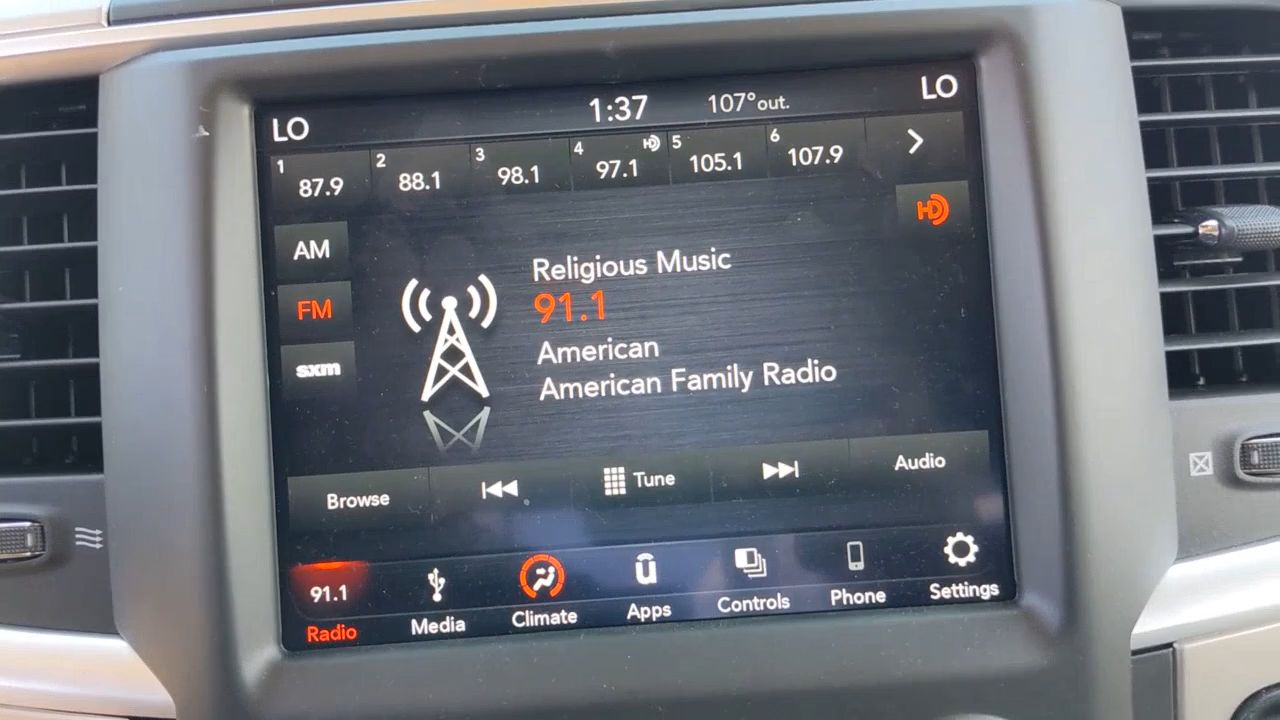 LO 1:37 107° out. LO
1 87.9 2 88.1 3 98.1 4 97.1 HD 5 105.1 6 107.9
HD
AM
FM
sxm
Religious Music
91.1
American
American Family Radio
Browse Tune Audio
91.1
Radio Media Climate Apps Controls Phone Settings